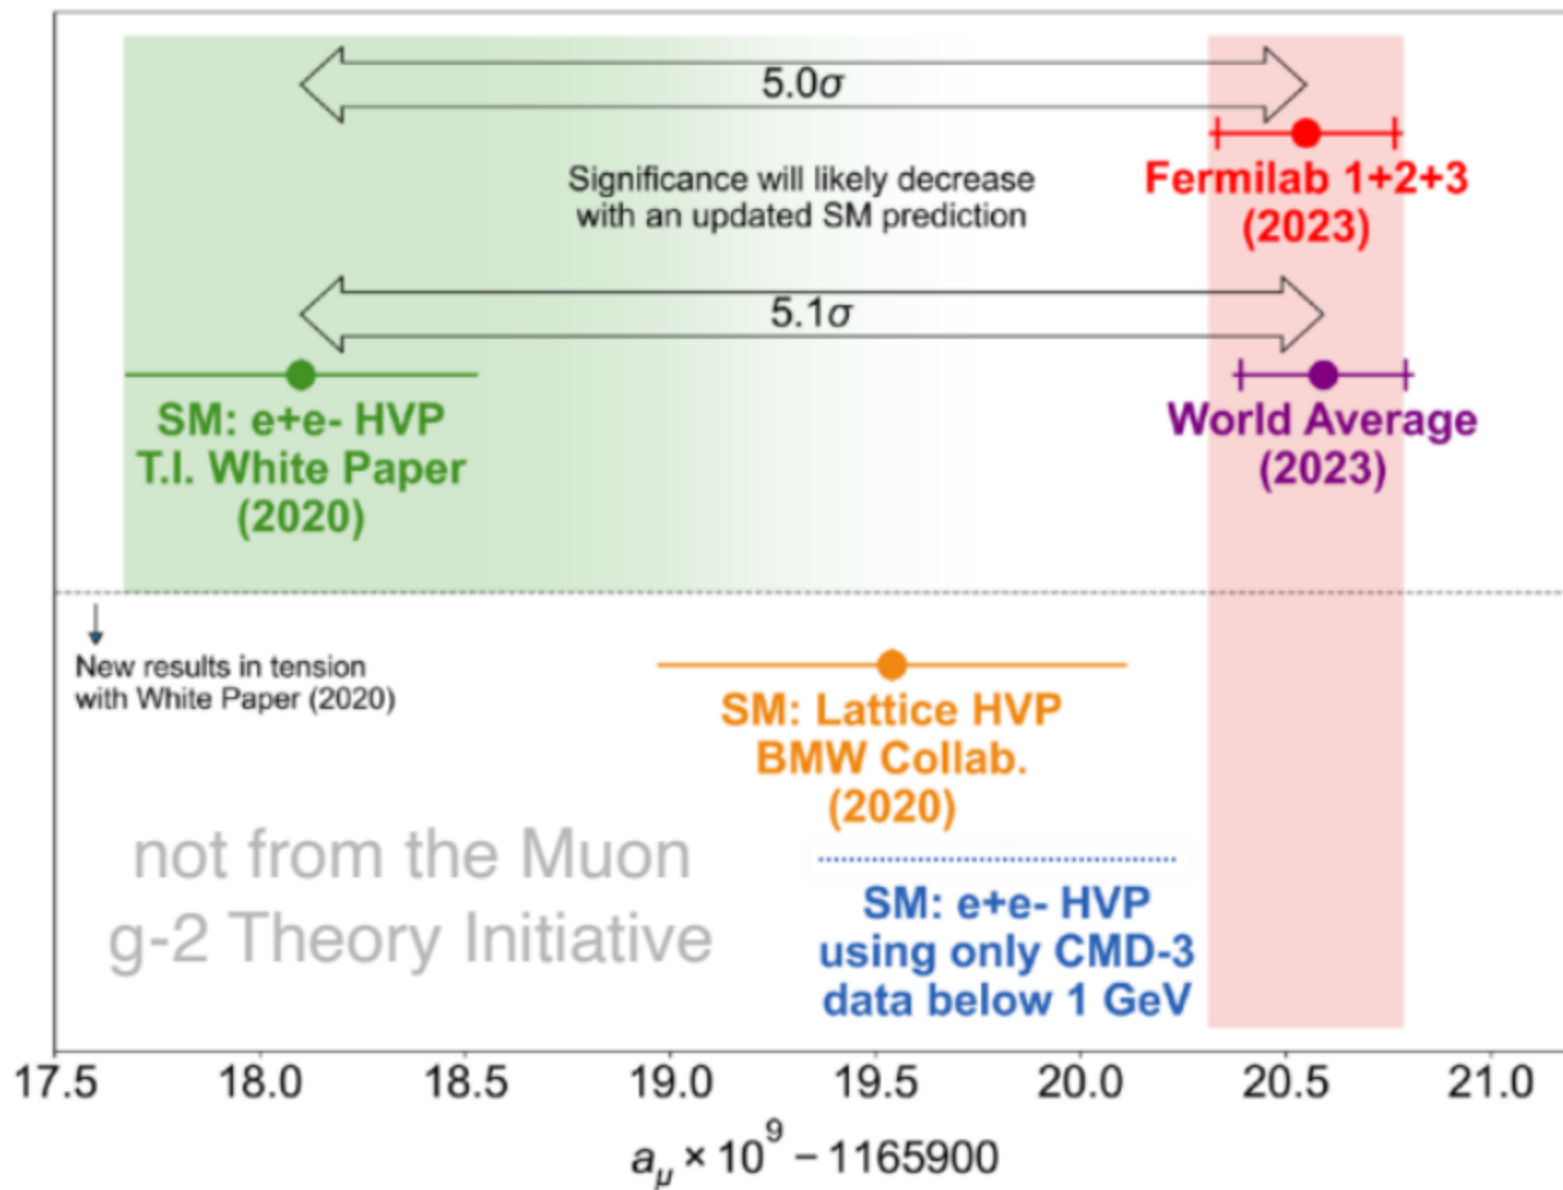 5.0σ
Significance will likely decrease
with an updated SM prediction
Fermilab 1+2+3
(2023)
5.1σ
SM: e+e- HVP
T.I. White Paper
(2020)
World Average
(2023)
New results in tension
with White Paper (2020)
SM: Lattice HVP
BMW Collab.
(2020)
not from the Muon
g-2 Theory Initiative
SM: e+e- HVP
using only CMD-3
data below 1 GeV
17.5 18.0 18.5 19.0 19.5 20.0 20.5 21.0
aμ × 10⁹ − 1165900